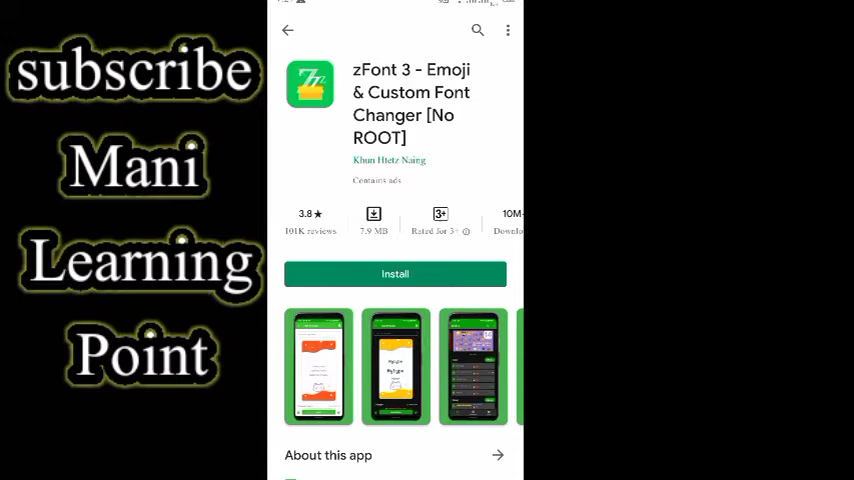 subscribe
Mani
Learning
Point
zFont 3 - Emoji
& Custom Font
Changer [No
ROOT]
Khun Htetz Naing
Contains ads
3.8★
101K reviews
7.9 MB
3+
Rated for 3+
10M
Downlo
Install
About this app